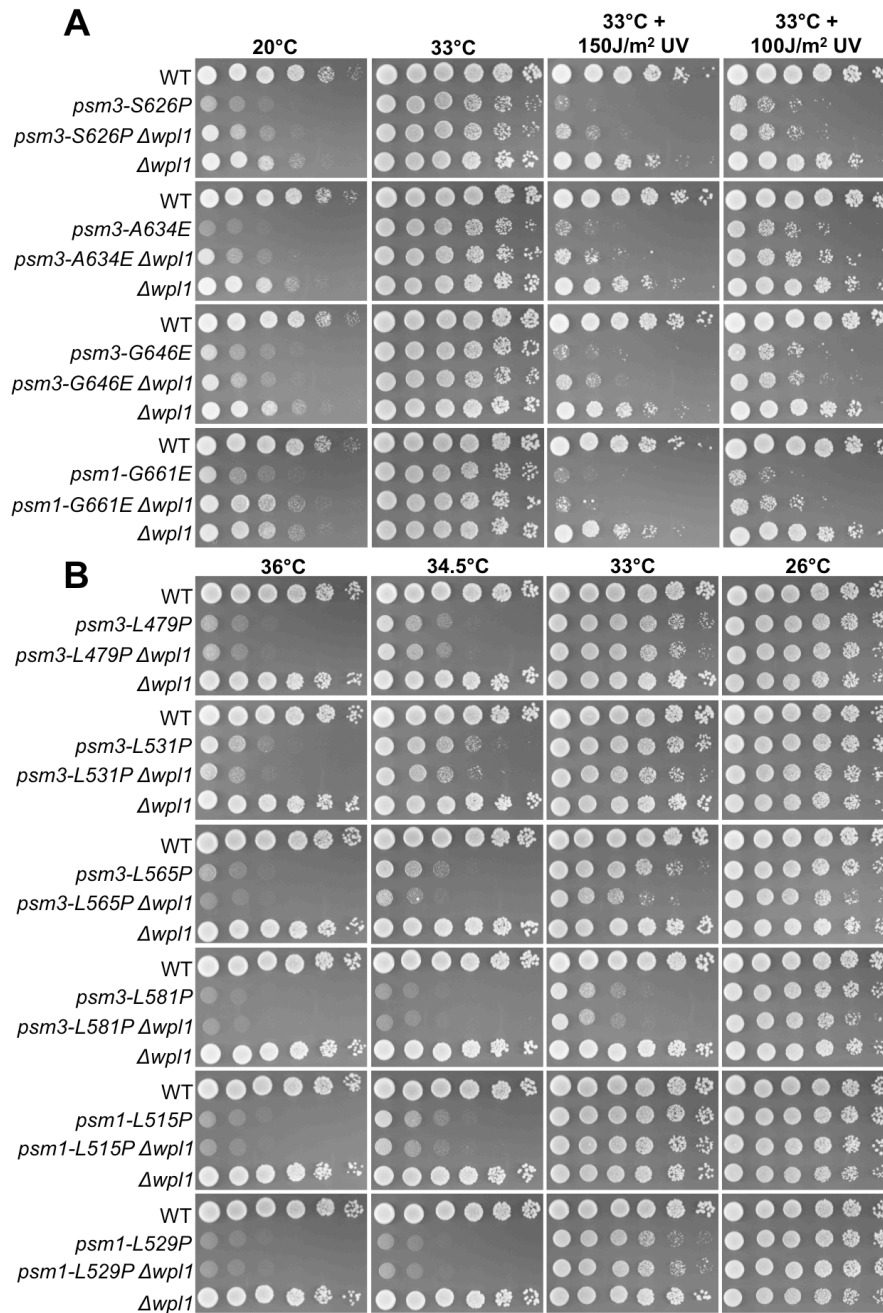 A
20°C 33°C 33°C + 150J/m² UV 33°C + 100J/m² UV
WT
psm3-S626P
psm3-S626P Δwpl1
Δwpl1
WT
psm3-A634E
psm3-A634E Δwpl1
Δwpl1
WT
psm3-G646E
psm3-G646E Δwpl1
Δwpl1
WT
psm1-G661E
psm1-G661E Δwpl1
Δwpl1
B
36°C 34.5°C 33°C 26°C
WT
psm3-L479P
psm3-L479P Δwpl1
Δwpl1
WT
psm3-L531P
psm3-L531P Δwpl1
Δwpl1
WT
psm3-L565P
psm3-L565P Δwpl1
Δwpl1
WT
psm3-L581P
psm3-L581P Δwpl1
Δwpl1
WT
psm1-L515P
psm1-L515P Δwpl1
Δwpl1
WT
psm1-L529P
psm1-L529P Δwpl1
Δwpl1